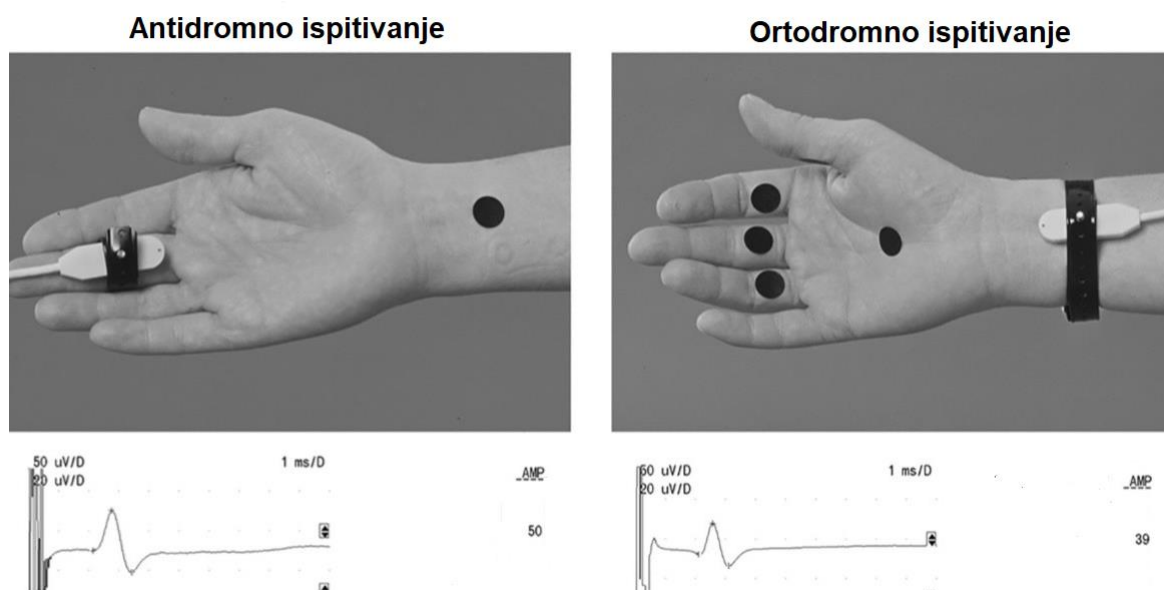 Antidromno ispitivanje
Ortodromno ispitivanje
50 uV/D
1 ms/D
20 uV/D
AMP
50
50 uV/D
1 ms/D
20 uV/D
AMP
39